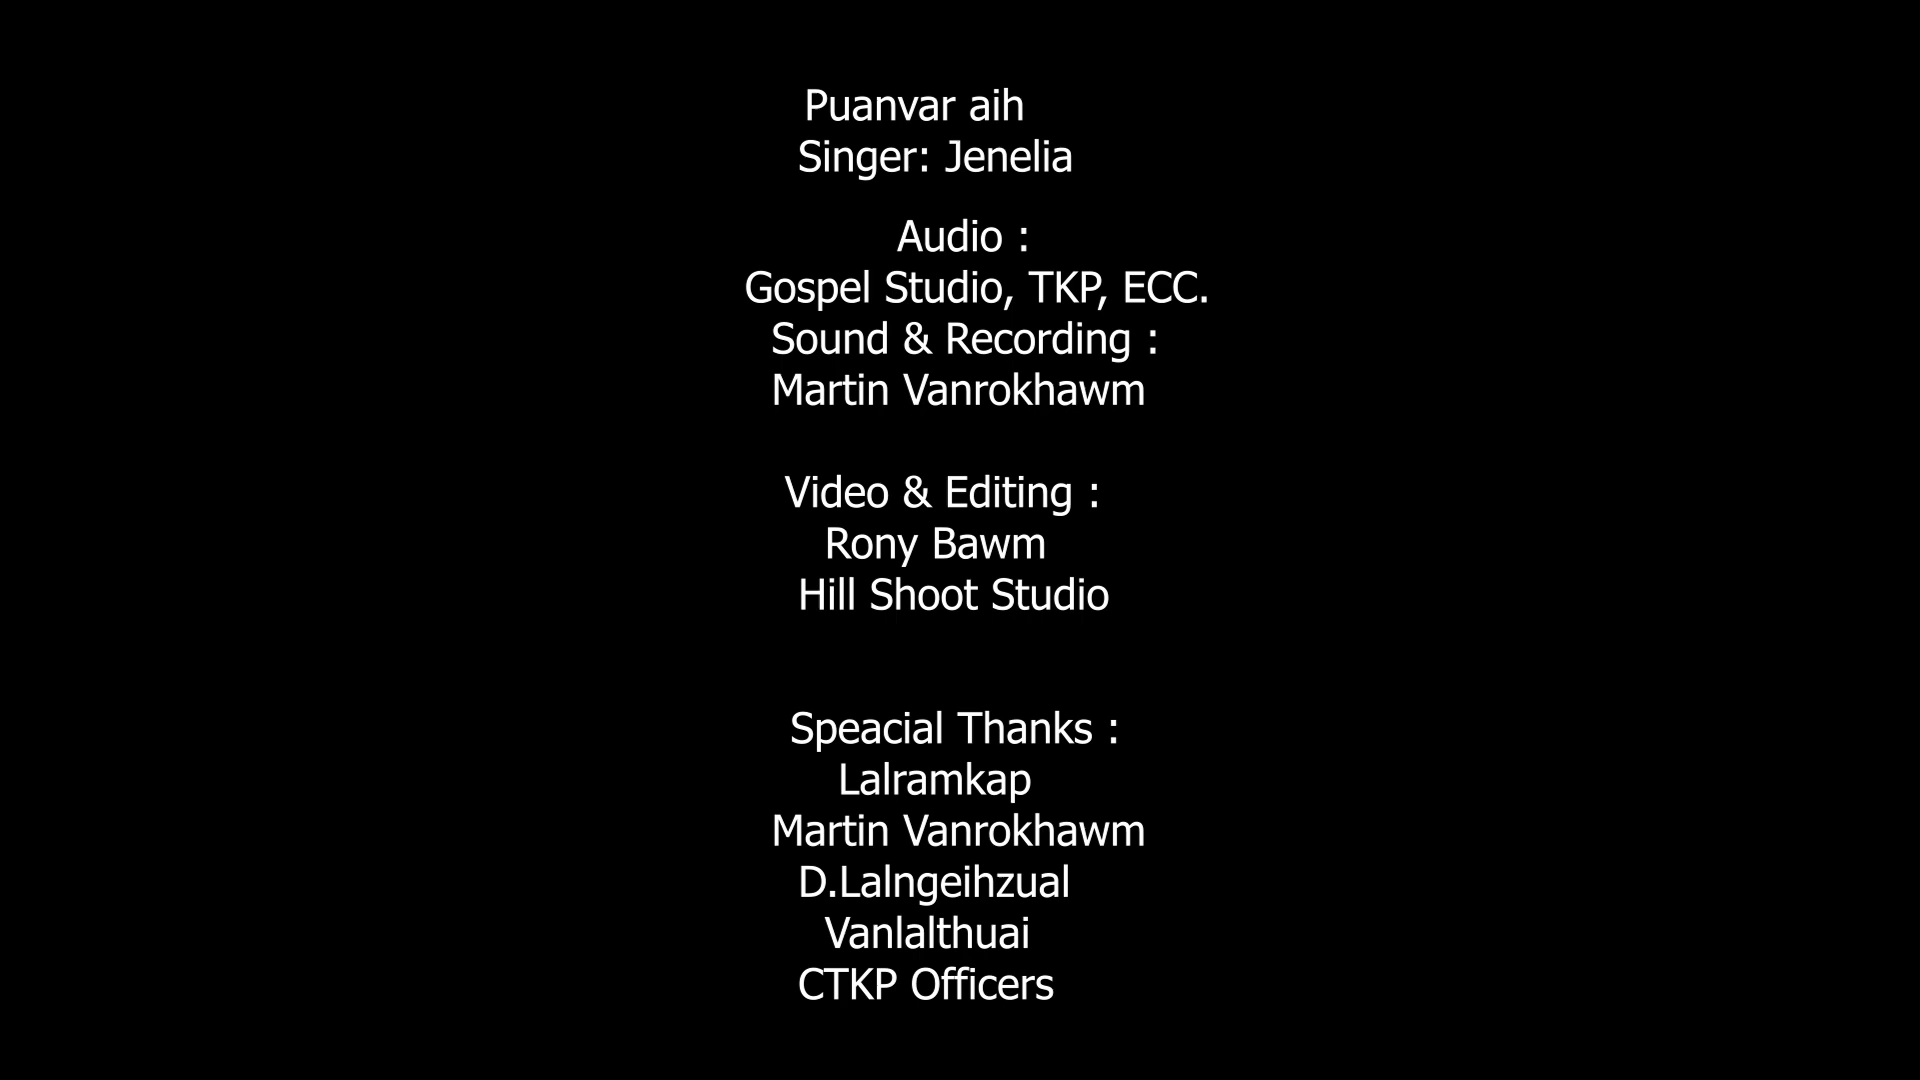 Puanvar aih
Singer: Jenelia
Audio :
Gospel Studio, TKP, ECC.
Sound & Recording :
Martin Vanrokhawm
Video & Editing :
Rony Bawm
Hill Shoot Studio
Speacial Thanks :
Lalramkap
Martin Vanrokhawm
D.Lalngeihzual
Vanlalthuai
CTKP Officers